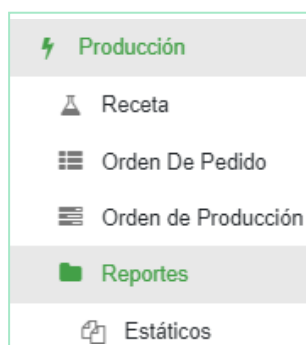 Producción
Receta
Orden De Pedido
Orden de Producción
Reportes
Estáticos